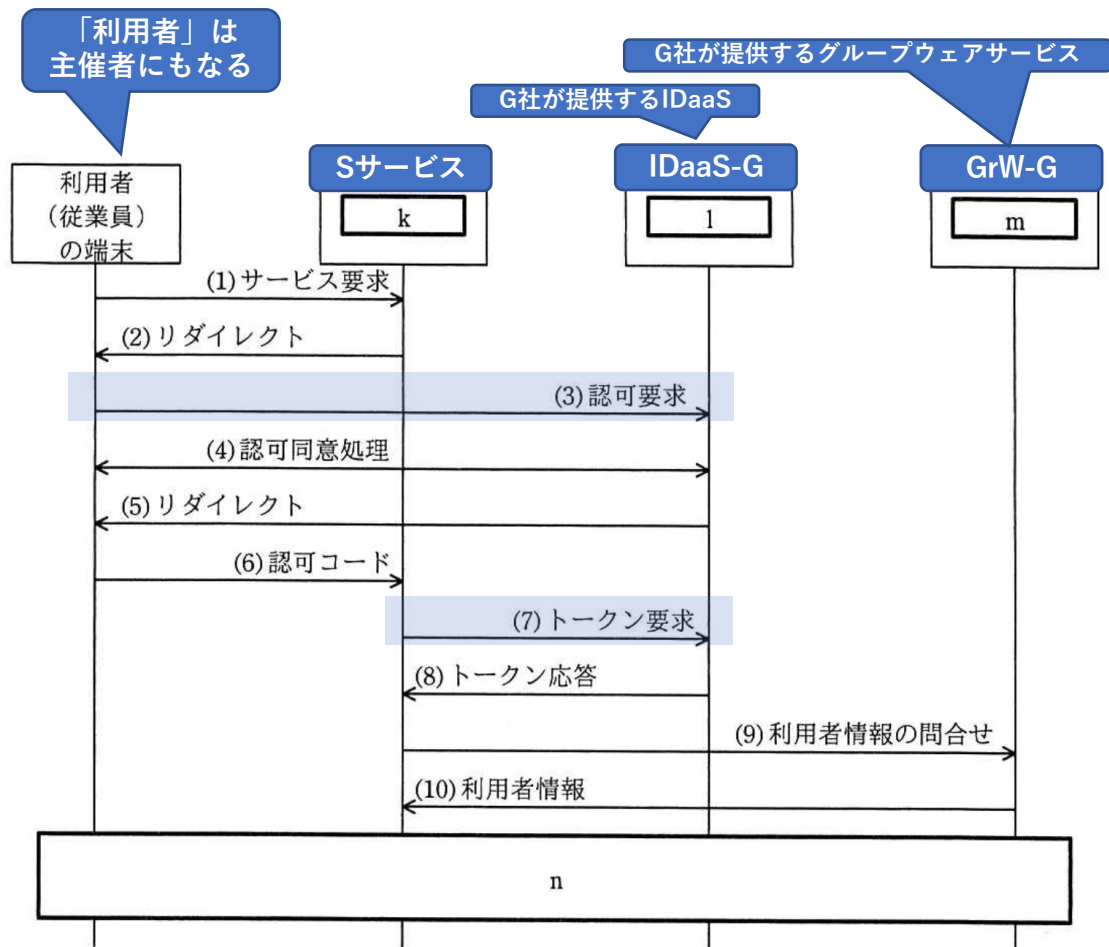 「利用者」は
主催者にもなる
G社が提供するグループウェアサービス
G社が提供するIDaaS
利用者
(従業員)
の端末
Sサービス
k
IDaaS-G
l
GrW-G
m
(1)サービス要求
(2)リダイレクト
(3)認可要求
(4)認可同意処理
(5)リダイレクト
(6)認可コード
(7)トークン要求
(8)トークン応答
(9)利用者情報の問合せ
(10)利用者情報
n